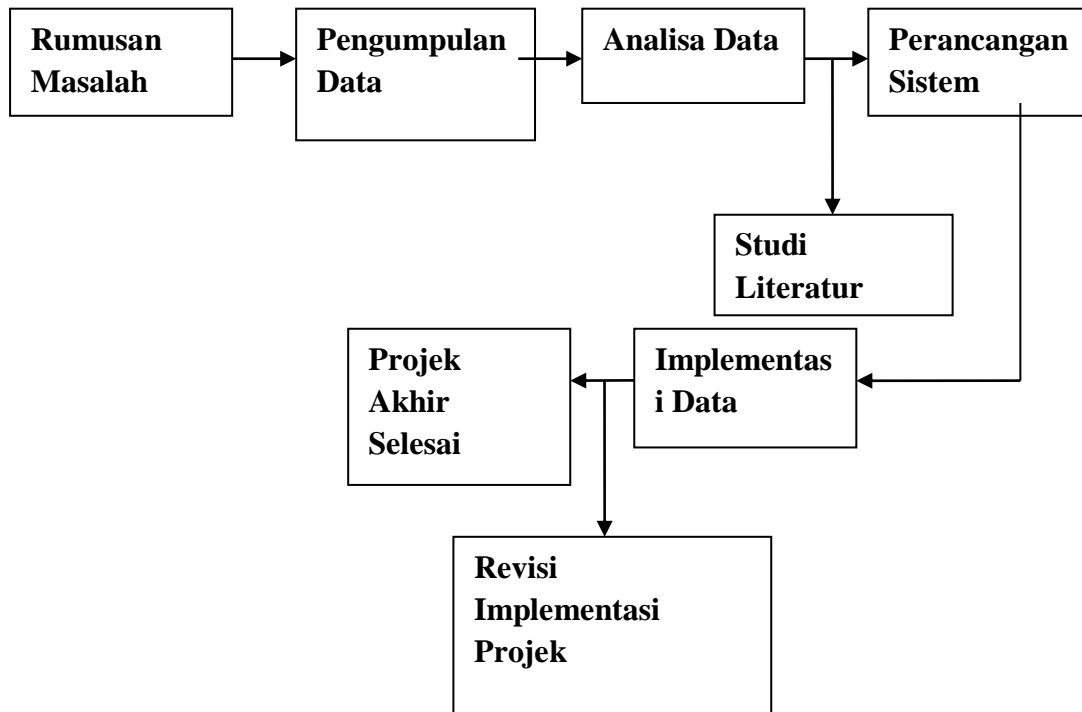 Rumusan
Masalah
Pengumpulan
Data
Analisa Data
Perancangan
Sistem
Studi
Literatur
Implementas
i Data
Projek
Akhir
Selesai
Revisi
Implementasi
Projek